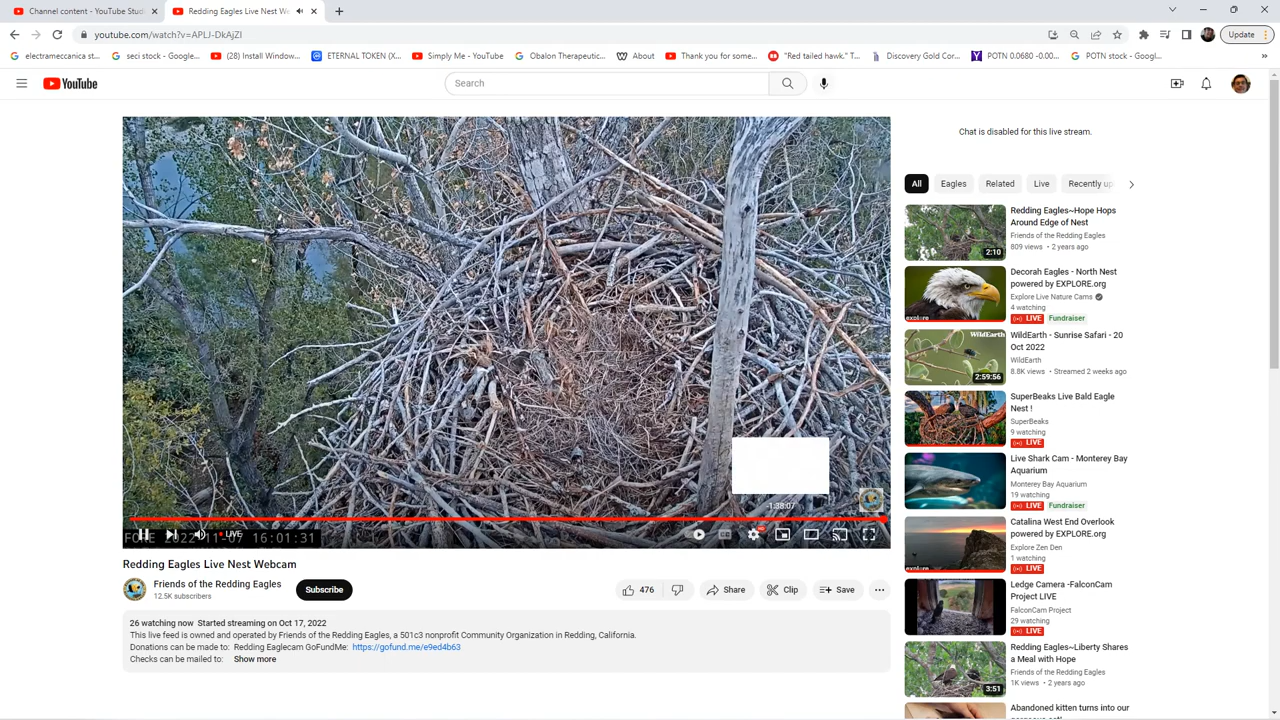 Channel content - YouTube Stud
Redding Eagles Live Nest We
youtube.com/watch?v=APLJ-DkAjZI
Update
electrameccanica st...
seci stock - Google...
(28) Install Window...
ETERNAL TOKEN (X...
Simply Me - YouTube
Obalon Therapeutic...
About
Thank you for some...
"Red tailed hawk." T...
Discovery Gold Cor...
POTN 0.0680 -0.00...
POTN stock - Googl...
»
YouTube
Search
-1:38:07
LIVE
16:01:31
Redding Eagles Live Nest Webcam
Friends of the Redding Eagles
12.5K subscribers
Subscribe
476
Share
Clip
Save
26 watching now Started streaming on Oct 17, 2022
This live feed is owned and operated by Friends of the Redding Eagles, a 501c3 nonprofit Community Organization in Redding, California.
Donations can be made to: Redding Eaglecam GoFundMe: https://gofund.me/e9ed4b63
Checks can be mailed to: Show more
Chat is disabled for this live stream.
All
Eagles
Related
Live
Recently up
Redding Eagles~Hope Hops
Around Edge of Nest
Friends of the Redding Eagles
809 views • 2 years ago
2:10
Decorah Eagles - North Nest
powered by EXPLORE.org
Explore Live Nature Cams
4 watching
LIVE Fundraiser
explore
WildEarth - Sunrise Safari - 20
Oct 2022
WildEarth
8.8K views • Streamed 2 weeks ago
WILDEARTH
2:59:56
SuperBeaks Live Bald Eagle
Nest !
SuperBeaks
9 watching
LIVE
Live Shark Cam - Monterey Bay
Aquarium
Monterey Bay Aquarium
19 watching
LIVE Fundraiser
Catalina West End Overlook
powered by EXPLORE.org
Explore Zen Den
1 watching
LIVE
explore
Ledge Camera -FalconCam
Project LIVE
FalconCam Project
29 watching
LIVE
Redding Eagles~Liberty Shares
a Meal with Hope
Friends of the Redding Eagles
1K views • 2 years ago
3:51
Abandoned kitten turns into our